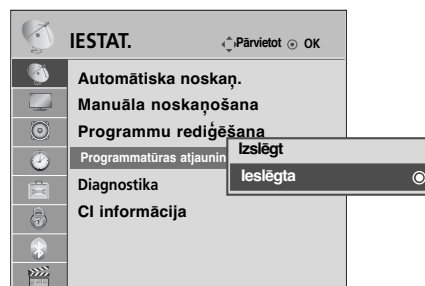 IESTAT. Pārvietot OK
Automātiska noskaņ.
Manuāla noskaņošana
Programmu rediģēšana
Programmatūras atjaunin
Izslēgt
Ieslēgta
Diagnostika
CI informācija